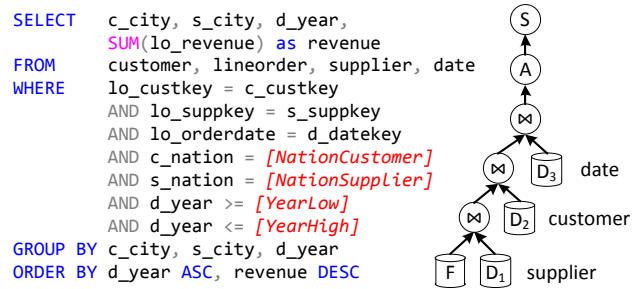 SELECT c_city, s_city, d_year,
SUM(lo_revenue) as revenue
FROM customer, lineorder, supplier, date
WHERE lo_custkey = c_custkey
AND lo_suppkey = s_suppkey
AND lo_orderdate = d_datekey
AND c_nation = [NationCustomer]
AND s_nation = [NationSupplier]
AND d_year >= [YearLow]
AND d_year <= [YearHigh]
GROUP BY c_city, s_city, d_year
ORDER BY d_year ASC, revenue DESC
S
A
⋈
⋈
D₃ date
⋈
D₂ customer
F
D₁ supplier